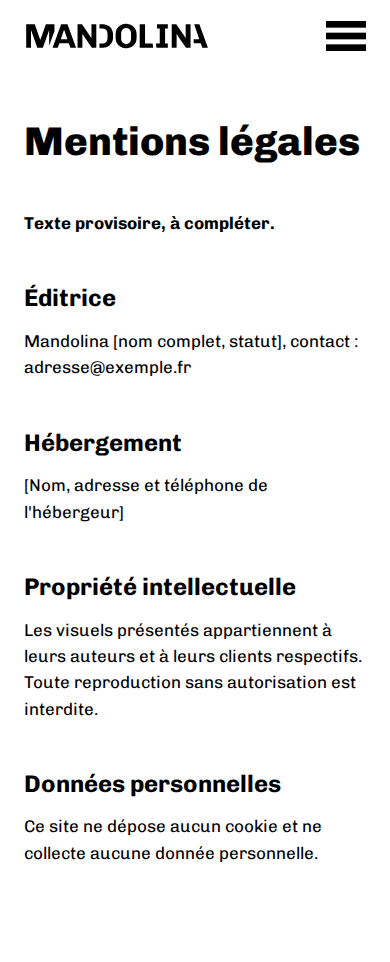 MANDOLINA
Mentions légales
Texte provisoire, à compléter.
Éditrice
Mandolina [nom complet, statut], contact :
adresse@exemple.fr
Hébergement
[Nom, adresse et téléphone de
l'hébergeur]
Propriété intellectuelle
Les visuels présentés appartiennent à
leurs auteurs et à leurs clients respectifs.
Toute reproduction sans autorisation est
interdite.
Données personnelles
Ce site ne dépose aucun cookie et ne
collecte aucune donnée personnelle.